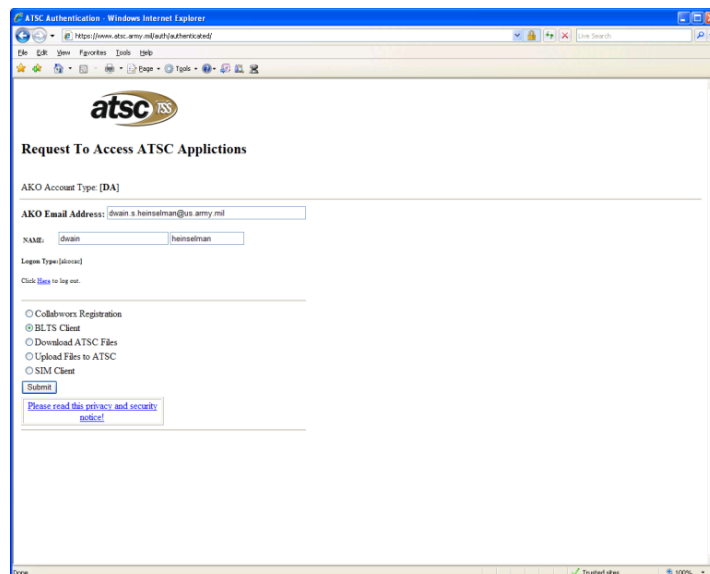 ATSC Authentication - Windows Internet Explorer
https://www.atsc.army.mil/auth/authenticated/
Live Search
File Edit View Favorites Tools Help
Page Tools
atsc TSS
Request To Access ATSC Applictions
AKO Account Type: [DA]
AKO Email Address: dwain.s.heinselman@us.army.mil
NAME: dwain heinselman
Logon Type:[akocac]
Click Here to log out.
Collabworx Registration
BLTS Client
Download ATSC Files
Upload Files to ATSC
SIM Client
Submit
Please read this privacy and security
notice!
Done Trusted sites 100%